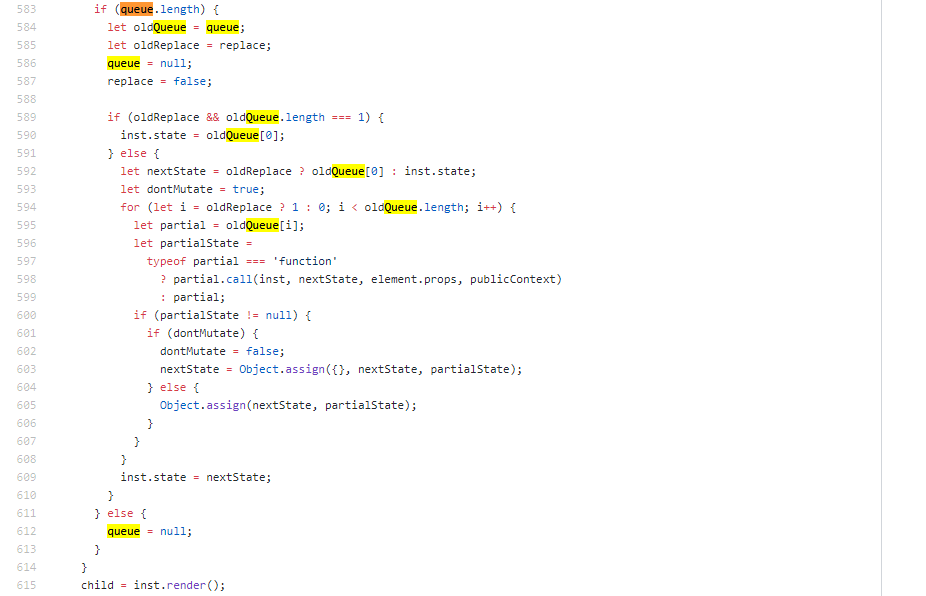 583 if (queue.length) {
584 let oldQueue = queue;
585 let oldReplace = replace;
586 queue = null;
587 replace = false;
588
589 if (oldReplace && oldQueue.length === 1) {
590 inst.state = oldQueue[0];
591 } else {
592 let nextState = oldReplace ? oldQueue[0] : inst.state;
593 let dontMutate = true;
594 for (let i = oldReplace ? 1 : 0; i < oldQueue.length; i++) {
595 let partial = oldQueue[i];
596 let partialState =
597 typeof partial === 'function'
598 ? partial.call(inst, nextState, element.props, publicContext)
599 : partial;
600 if (partialState != null) {
601 if (dontMutate) {
602 dontMutate = false;
603 nextState = Object.assign({}, nextState, partialState);
604 } else {
605 Object.assign(nextState, partialState);
606 }
607 }
608 }
609 inst.state = nextState;
610 }
611 } else {
612 queue = null;
613 }
614 }
615 child = inst.render();